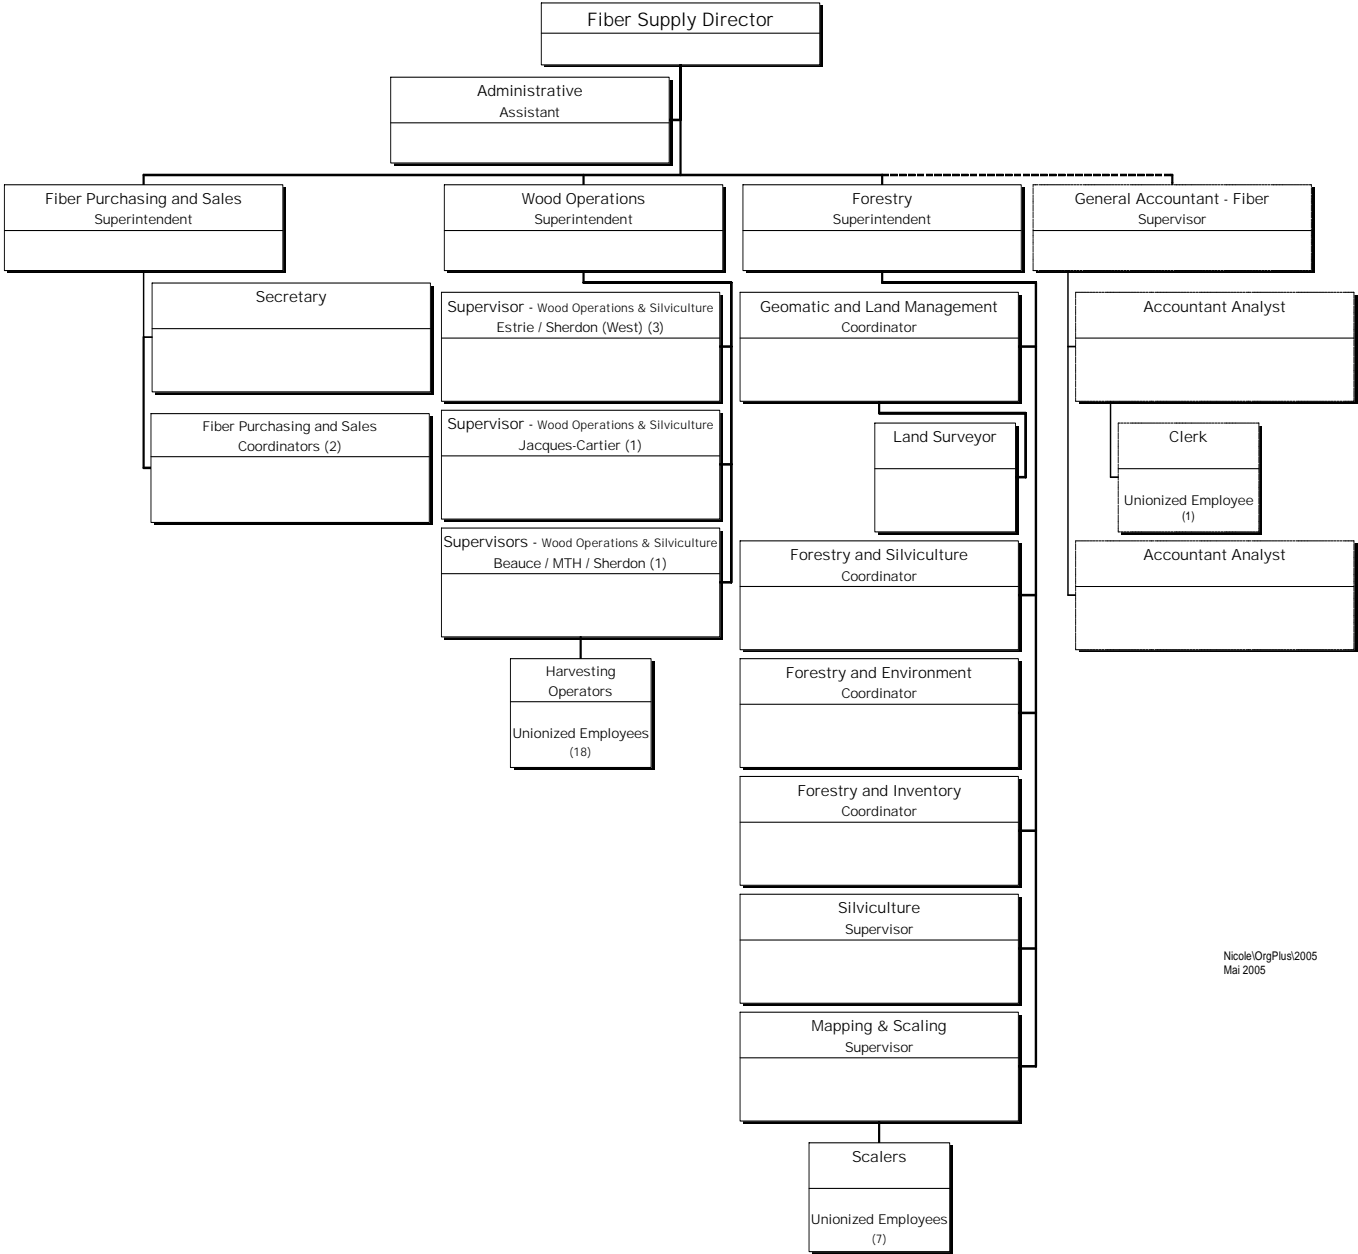 Fiber Supply Director
Administrative
Assistant
Fiber Purchasing and Sales
Superintendent
Wood Operations
Superintendent
Forestry
Superintendent
General Accountant - Fiber
Supervisor
Secretary
Fiber Purchasing and Sales
Coordinators (2)
Supervisor - Wood Operations & Silviculture
Estrie / Sherdon (West) (3)
Supervisor - Wood Operations & Silviculture
Jacques-Cartier (1)
Supervisors - Wood Operations & Silviculture
Beauce / MTH / Sherdon (1)
Harvesting
Operators
Unionized Employees
(18)
Geomatic and Land Management
Coordinator
Land Surveyor
Forestry and Silviculture
Coordinator
Forestry and Environment
Coordinator
Forestry and Inventory
Coordinator
Silviculture
Supervisor
Mapping & Scaling
Supervisor
Scalers
Unionized Employees
(7)
Accountant Analyst
Clerk
Unionized Employee
(1)
Accountant Analyst
Nicole\OrgPlus\2005
Mai 2005